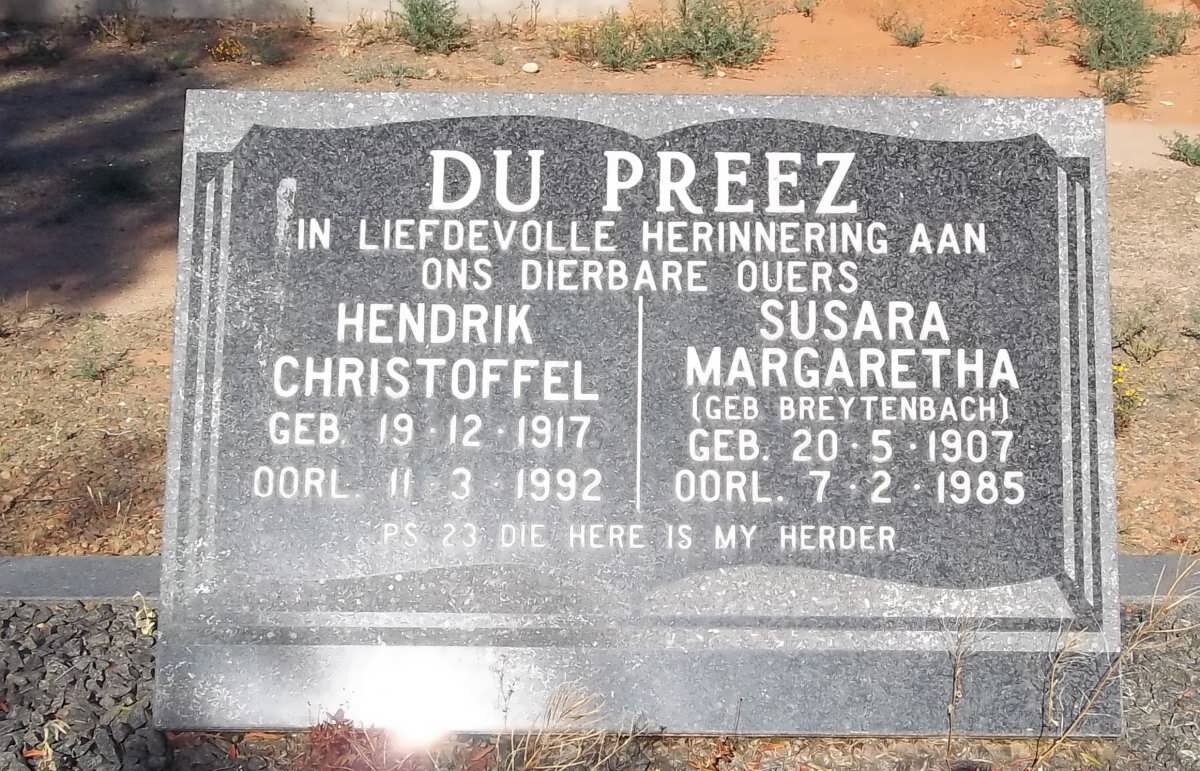 DU PREEZ
IN LIEFDEVOLLE HERINNERING AAN
ONS DIERBARE OUERS
HENDRIK
CHRISTOFFEL
GEB. 19·12·1917
OORL. 11·3·1992
SUSARA
MARGARETHA
(GEB BREYTENBACH)
GEB. 20·5·1907
OORL. 7·2·1985
PS 23 DIE HERE IS MY HERDER